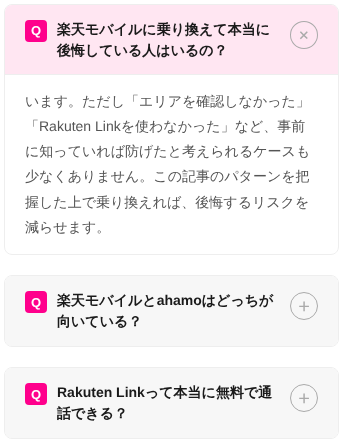 Q 楽天モバイルに乗り換えて本当に
後悔している人はいるの？
います。ただし「エリアを確認しなかった」
「Rakuten Linkを使わなかった」など、事前
に知っていれば防げたと考えられるケースも
少なくありません。この記事のパターンを把
握した上で乗り換えれば、後悔するリスクを
減らせます。
Q 楽天モバイルとahamoはどっちが
向いている？
Q Rakuten Linkって本当に無料で通
話できる？